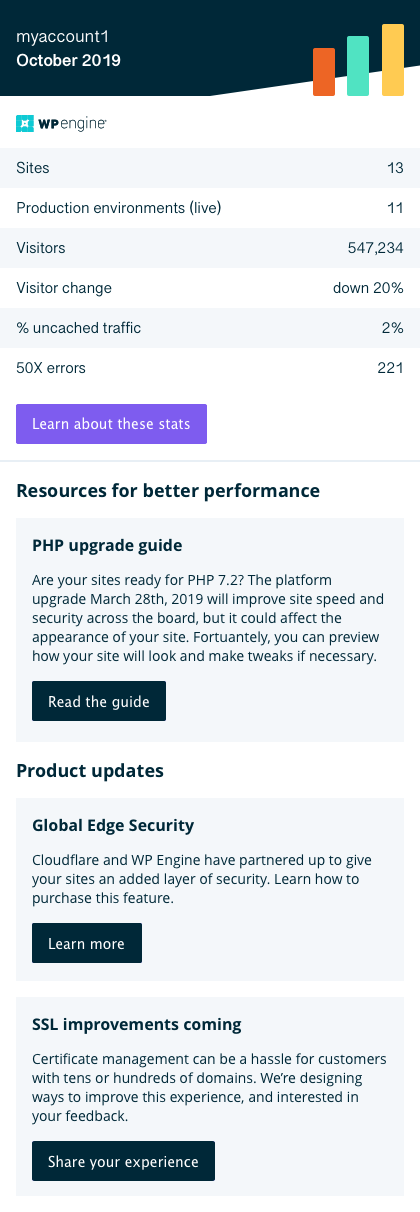 myaccount1
October 2019
WPengine
Sites 13
Production environments (live) 11
Visitors 547,234
Visitor change down 20%
% uncached traffic 2%
50X errors 221
Learn about these stats
Resources for better performance
PHP upgrade guide
Are your sites ready for PHP 7.2? The platform
upgrade March 28th, 2019 will improve site speed and
security across the board, but it could affect the
appearance of your site. Fortuantely, you can preview
how your site will look and make tweaks if necessary.
Read the guide
Product updates
Global Edge Security
Cloudflare and WP Engine have partnered up to give
your sites an added layer of security. Learn how to
purchase this feature.
Learn more
SSL improvements coming
Certificate management can be a hassle for customers
with tens or hundreds of domains. We’re designing
ways to improve this experience, and interested in
your feedback.
Share your experience